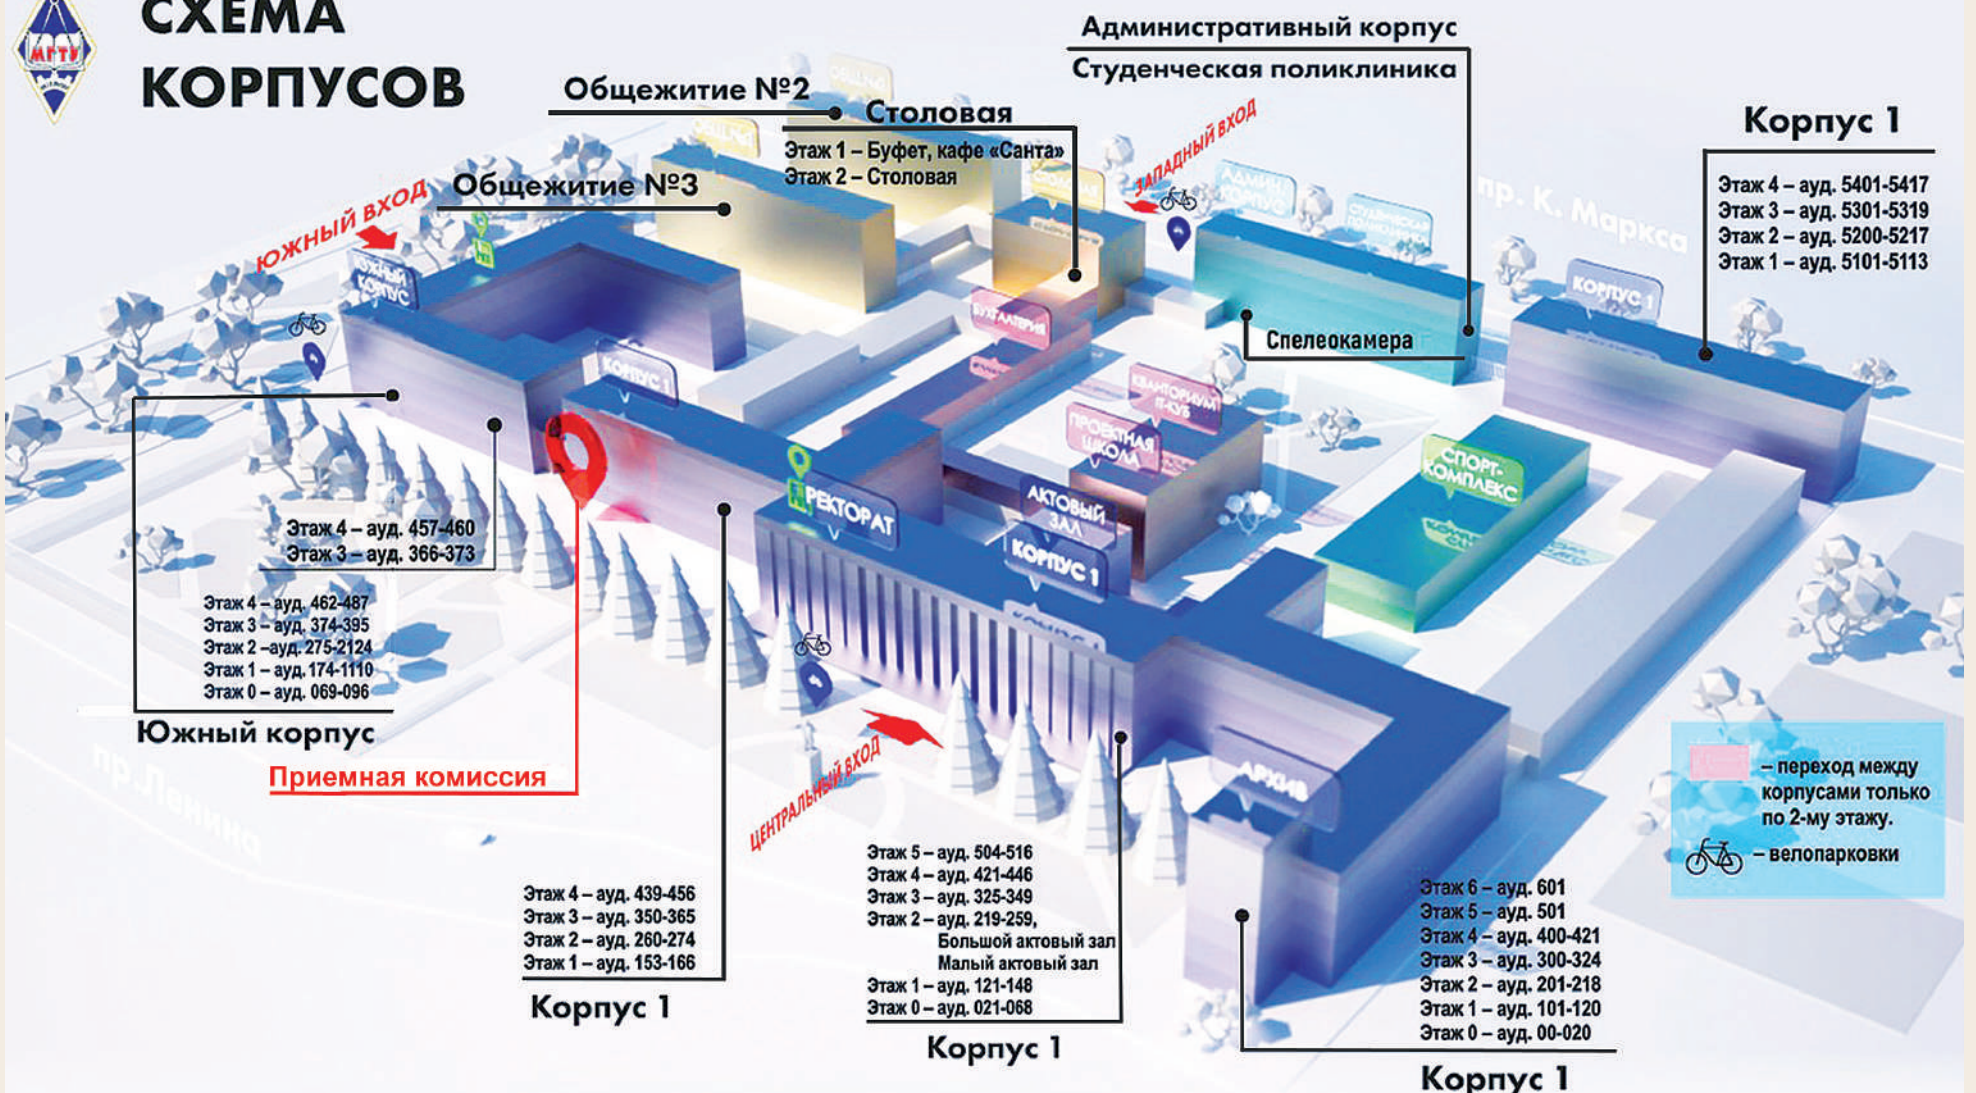 МГТУ
СХЕМА
КОРПУСОВ
Административный корпус
Студенческая поликлиника
Общежитие №2
Столовая
Этаж 1 – Буфет, кафе «Санта»
Этаж 2 – Столовая
Общежитие №3
ЗАПАДНЫЙ ВХОД
ЮЖНЫЙ ВХОД
Корпус 1
Этаж 4 – ауд. 5401-5417
Этаж 3 – ауд. 5301-5319
Этаж 2 – ауд. 5200-5217
Этаж 1 – ауд. 5101-5113
пр. К. Маркса
СТОЛОВАЯ
АДМИН.
КОРПУС
СТУДЕНЧЕСКАЯ
ПОЛИКЛИНИКА
ЮЖНЫЙ
КОРПУС
КОРПУС 1
БУХГАЛТЕРИЯ
Спелеокамера
КОРПУС 1
КВАНТОРИУМ
IT-КУБ
ПРОЕКТНАЯ
ШКОЛА
СПОРТ-
КОМПЛЕКС
РЕКТОРАТ
АКТОВЫЙ
ЗАЛ
КОРПУС 1
Этаж 4 – ауд. 457-460
Этаж 3 – ауд. 366-373
Этаж 4 – ауд. 462-487
Этаж 3 – ауд. 374-395
Этаж 2 –ауд. 275-2124
Этаж 1 – ауд. 174-1110
Этаж 0 – ауд. 069-096
Южный корпус
Приемная комиссия
пр.Ленина
ЦЕНТРАЛЬНЫЙ ВХОД
АРХИВ
– переход между
корпусами только
по 2-му этажу.
– велопарковки
Этаж 4 – ауд. 439-456
Этаж 3 – ауд. 350-365
Этаж 2 – ауд. 260-274
Этаж 1 – ауд. 153-166
Корпус 1
Этаж 5 – ауд. 504-516
Этаж 4 – ауд. 421-446
Этаж 3 – ауд. 325-349
Этаж 2 – ауд. 219-259,
Большой актовый зал
Малый актовый зал
Этаж 1 – ауд. 121-148
Этаж 0 – ауд. 021-068
Корпус 1
Этаж 6 – ауд. 601
Этаж 5 – ауд. 501
Этаж 4 – ауд. 400-421
Этаж 3 – ауд. 300-324
Этаж 2 – ауд. 201-218
Этаж 1 – ауд. 101-120
Этаж 0 – ауд. 00-020
Корпус 1